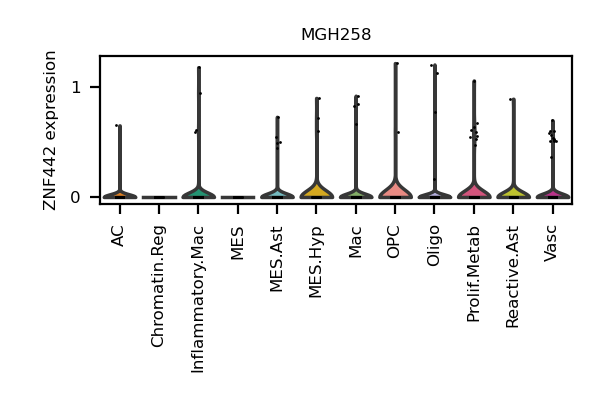 MGH258
ZNF442 expression
1
0
AC
Chromatin.Reg
Inflammatory.Mac
MES
MES.Ast
MES.Hyp
Mac
OPC
Oligo
Prolif.Metab
Reactive.Ast
Vasc